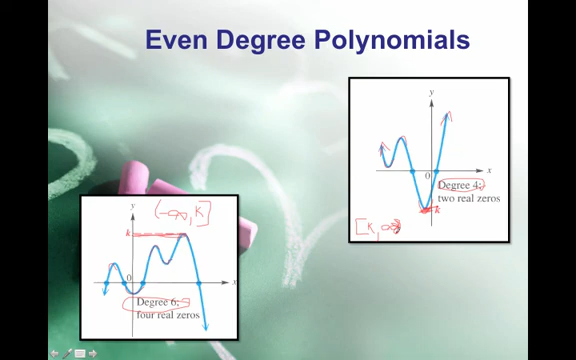 Even Degree Polynomials
y
x
0
Degree 4;
two real zeros
k
[K, ∞)
y
(-∞, K]
k
0
x
Degree 6;
four real zeros